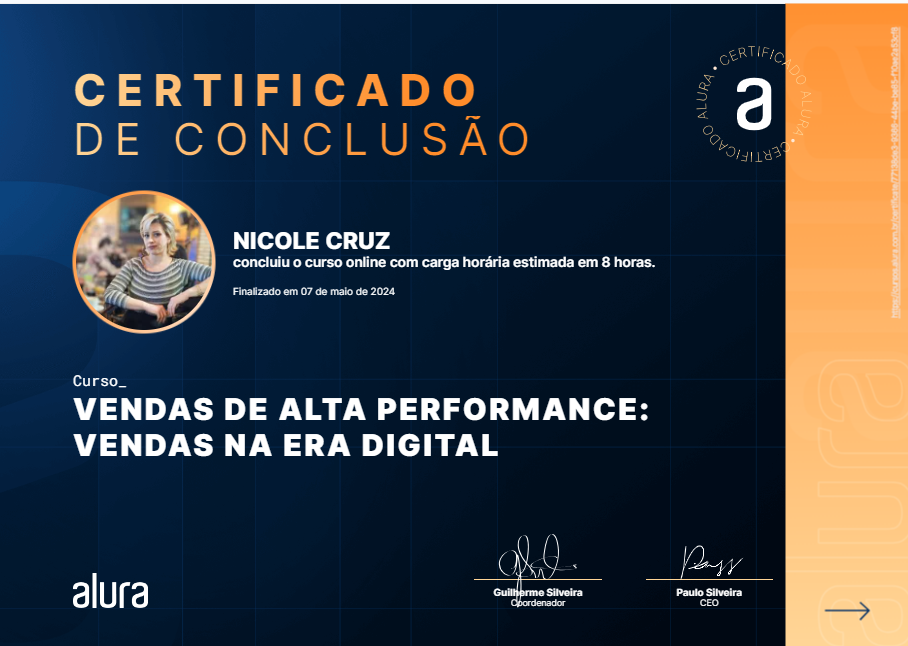 CERTIFICADO
DE CONCLUSÃO
CERTIFICADO ALURA • CERTIFICADO ALURA •
a
NICOLE CRUZ
concluiu o curso online com carga horária estimada em 8 horas.
Finalizado em 07 de maio de 2024
Curso_
VENDAS DE ALTA PERFORMANCE:
VENDAS NA ERA DIGITAL
alura
Guilherme Silveira
Coordenador
Paulo Silveira
CEO
alura